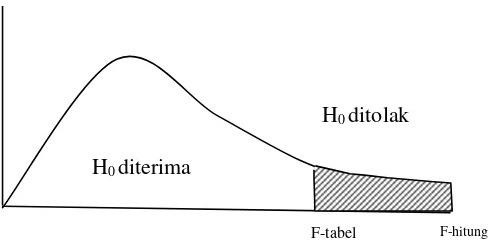 H₀ ditolak
H₀ diterima
F-tabel
F-hitung